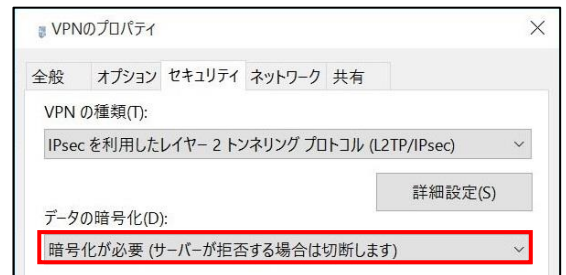 VPNのプロパティ
全般 オプション セキュリティ ネットワーク 共有
VPN の種類(T):
IPsec を利用したレイヤー 2 トンネリング プロトコル (L2TP/IPsec)
詳細設定(S)
データの暗号化(D):
暗号化が必要 (サーバーが拒否する場合は切断します)